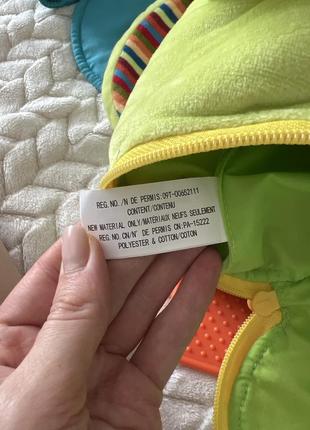 REG. NO. /N DE PERMIS:09T-00652111
CONTENT/CONTENU
NEW MATERIAL ONLY/MATERIAUX NEUFS SEULEMENT
REG. NO. CN/N° DE PERMIS CN:PA-15222
POLYESTER & COTTON/COTON